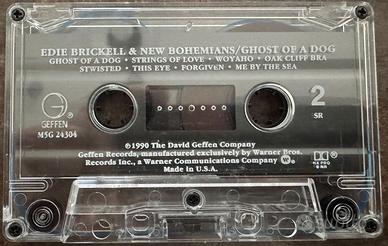 EDIE BRICKELL & NEW BOHEMIANS/GHOST OF A DOG
GHOST OF A DOG • STRINGS OF LOVE • WOYAHO • OAK CLIFF BRA
STWISTED • THIS EYE • FORGIVEN • ME BY THE SEA
GEFFEN
M5G 24304
2
SR
℗©1990 The David Geffen Company
Geffen Records, manufactured exclusively by Warner Bros.
Records Inc., a Warner Communications Company
Made in U.S.A.
HX PRO